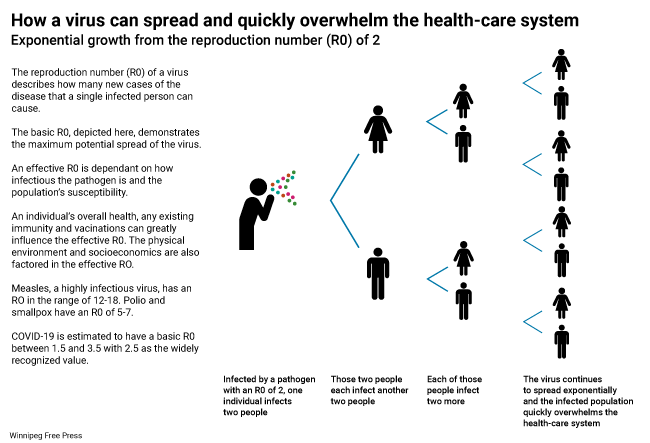 How a virus can spread and quickly overwhelm the health-care system
Exponential growth from the reproduction number (R0) of 2
The reproduction number (R0) of a virus
describes how many new cases of the
disease that a single infected person can
cause.
The basic R0, depicted here, demonstrates
the maximum potential spread of the virus.
An effective R0 is dependant on how
infectious the pathogen is and the
population's susceptibility.
An individual's overall health, any existing
immunity and vacinations can greatly
influence the effective R0. The physical
environment and socioeconomics are also
factored in the effective RO.
Measles, a highly infectious virus, has an
RO in the range of 12-18. Polio and
smallpox have an R0 of 5-7.
COVID-19 is estimated to have a basic R0
between 1.5 and 3.5 with 2.5 as the widely
recognized value.
Infected by a pathogen
with an R0 of 2, one
individual infects
two people
Those two people
each infect another
two people
Each of those
people infect
two more
The virus continues
to spread exponentially
and the infected population
quickly overwhelms the
health-care system
Winnipeg Free Press